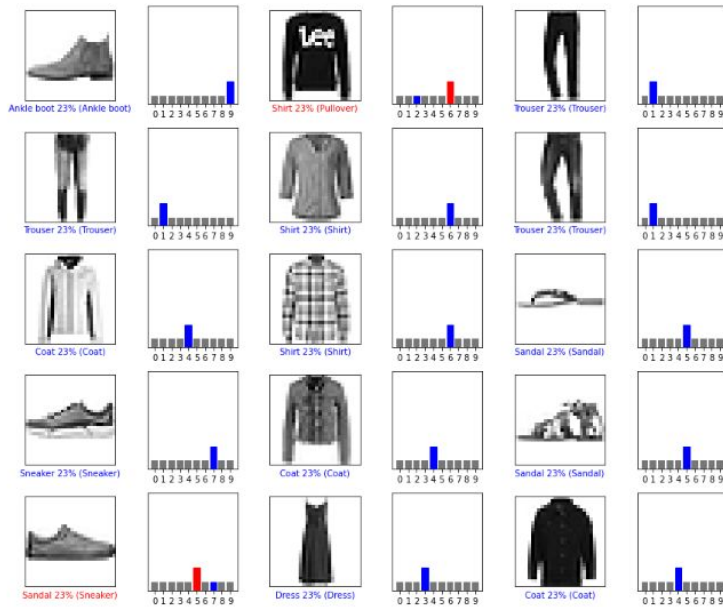 Lee
Ankle boot 23% (Ankle boot)
0 1 2 3 4 5 6 7 8 9
Shirt 23% (Pullover)
0 1 2 3 4 5 6 7 8 9
Trouser 23% (Trouser)
0 1 2 3 4 5 6 7 8 9
Trouser 23% (Trouser)
0 1 2 3 4 5 6 7 8 9
Shirt 23% (Shirt)
0 1 2 3 4 5 6 7 8 9
Trouser 23% (Trouser)
0 1 2 3 4 5 6 7 8 9
Coat 23% (Coat)
0 1 2 3 4 5 6 7 8 9
Shirt 23% (Shirt)
0 1 2 3 4 5 6 7 8 9
Sandal 23% (Sandal)
0 1 2 3 4 5 6 7 8 9
Sneaker 23% (Sneaker)
0 1 2 3 4 5 6 7 8 9
Coat 23% (Coat)
0 1 2 3 4 5 6 7 8 9
Sandal 23% (Sandal)
0 1 2 3 4 5 6 7 8 9
Sandal 23% (Sneaker)
0 1 2 3 4 5 6 7 8 9
Dress 23% (Dress)
0 1 2 3 4 5 6 7 8 9
Coat 23% (Coat)
0 1 2 3 4 5 6 7 8 9